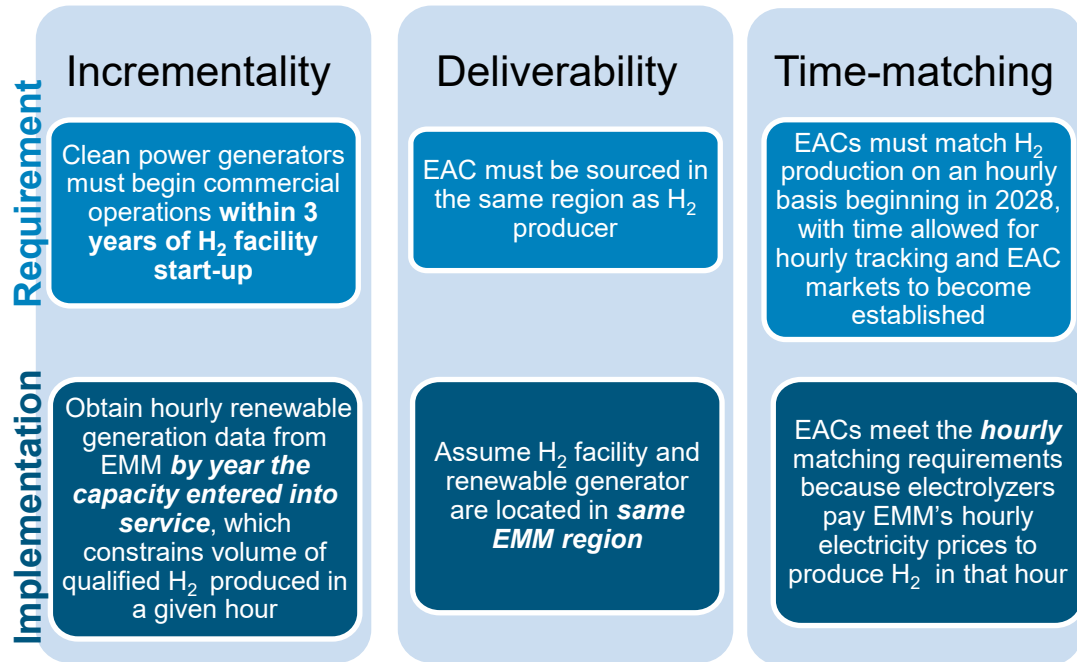 Incrementality
Deliverability
Time-matching
Requirement
Clean power generators
must begin commercial
operations within 3
years of H₂ facility
start-up
EAC must be sourced in
the same region as H₂
producer
EACs must match H₂
production on an hourly
basis beginning in 2028,
with time allowed for
hourly tracking and EAC
markets to become
established
Implementation
Obtain hourly renewable
generation data from
EMM by year the
capacity entered into
service, which
constrains volume of
qualified H₂ produced in
a given hour
Assume H₂ facility and
renewable generator
are located in same
EMM region
EACs meet the hourly
matching requirements
because electrolyzers
pay EMM's hourly
electricity prices to
produce H₂ in that hour